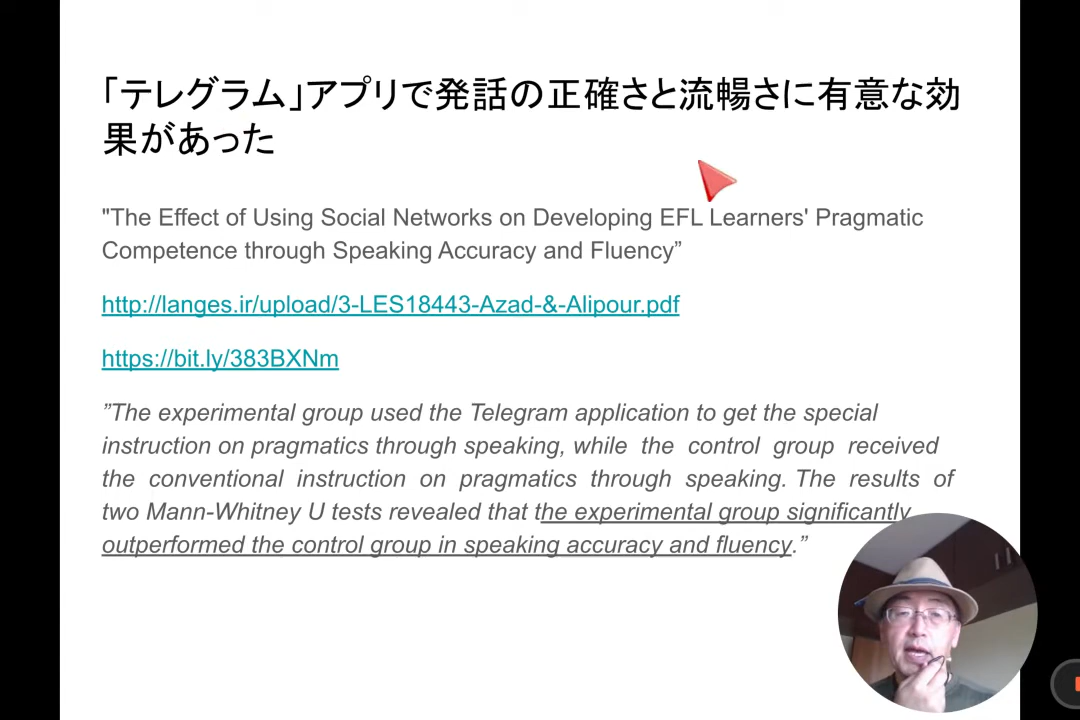 「テレグラム」アプリで発話の正確さと流暢さに有意な効
果があった
"The Effect of Using Social Networks on Developing EFL Learners' Pragmatic
Competence through Speaking Accuracy and Fluency”
http://langes.ir/upload/3-LES18443-Azad-&-Alipour.pdf
https://bit.ly/383BXNm
”The experimental group used the Telegram application to get the special
instruction on pragmatics through speaking, while the control group received
the conventional instruction on pragmatics through speaking. The results of
two Mann-Whitney U tests revealed that the experimental group significantly
outperformed the control group in speaking accuracy and fluency.”